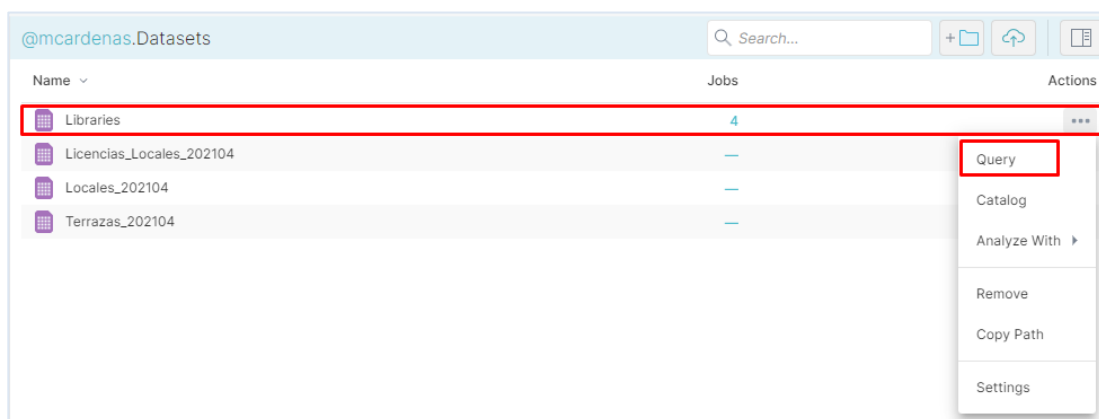 @mcardenas.Datasets Search... +
Name Jobs Actions
Libraries 4 •••
Licencias_Locales_202104 —
Locales_202104 —
Terrazas_202104 —
Query
Catalog
Analyze With
Remove
Copy Path
Settings